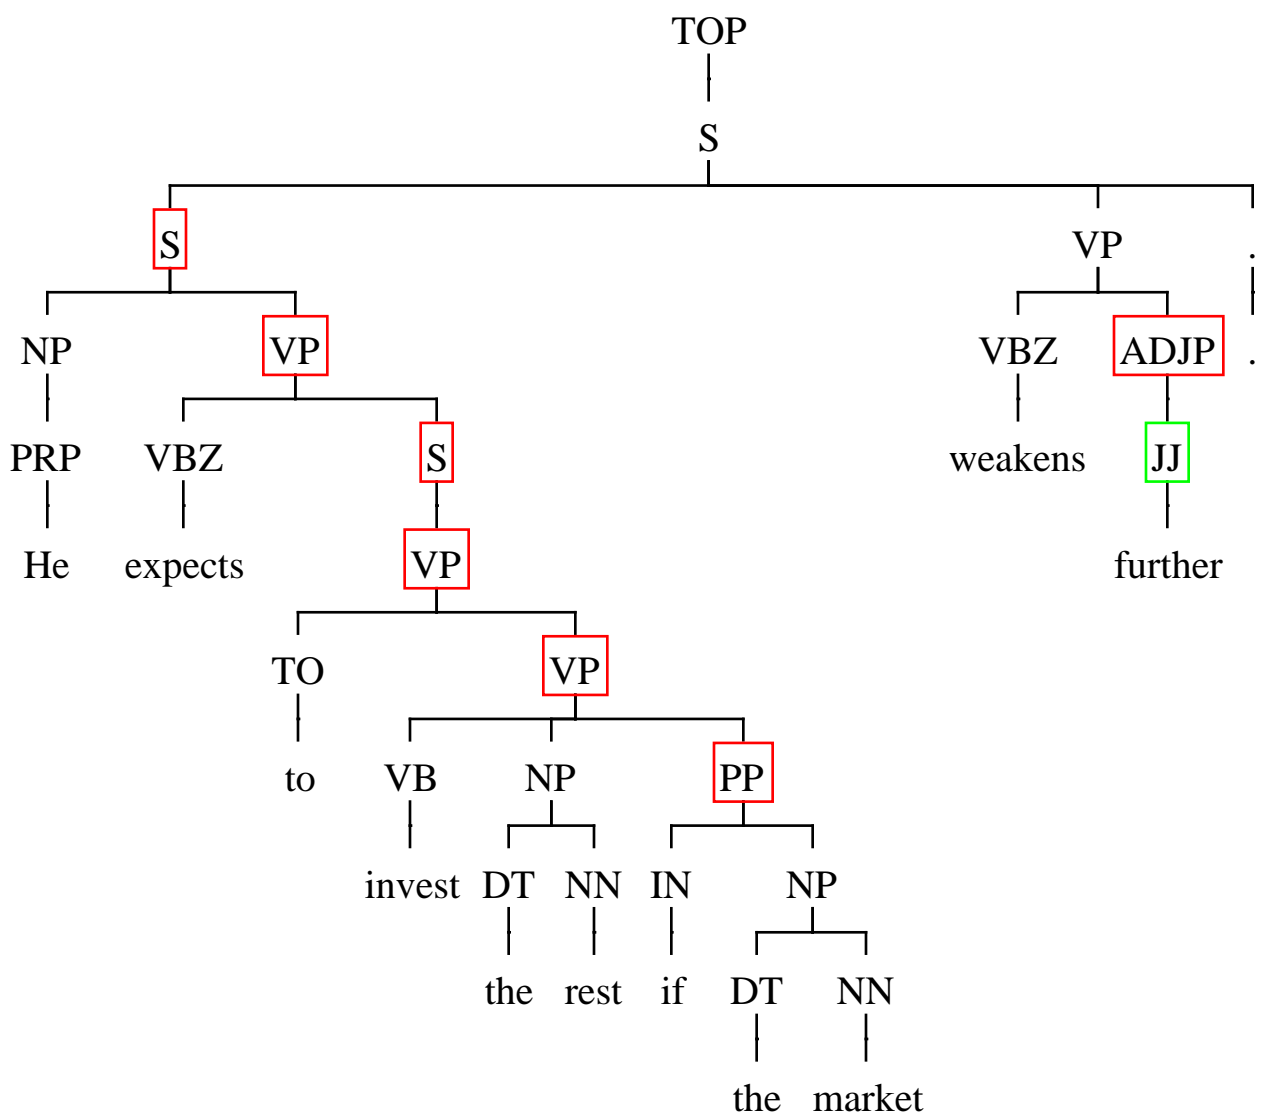 TOP
S
S VP .
NP VP VBZ ADJP .
PRP VBZ S weakens JJ
He expects VP further
TO VP
to VB NP PP
invest DT NN IN NP
the rest if DT NN
the market